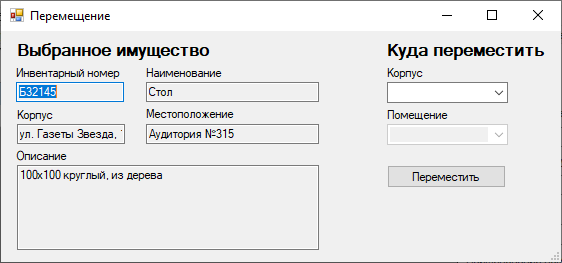 Перемещение
Выбранное имущество
Инвентарный номер
Наименование
Б32145
Стол
Корпус
Местоположение
ул. Газеты Звезда,
Аудитория №315
Описание
100x100 круглый, из дерева
Куда переместить
Корпус
Помещение
Переместить